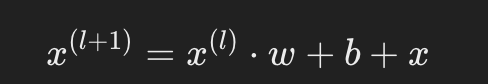 x^{(l+1)} = x^{(l)} · w + b + x